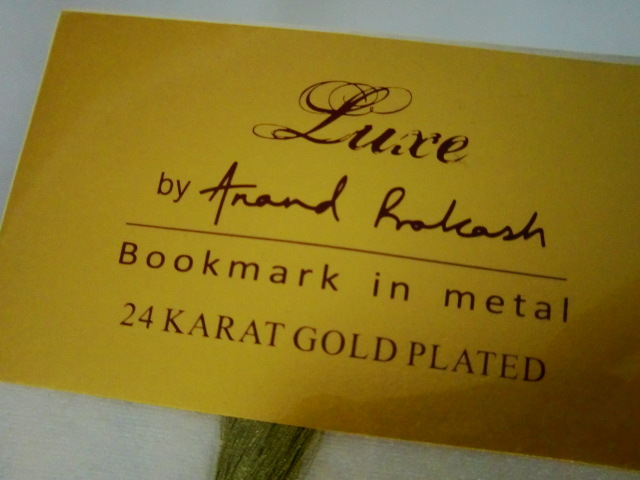 Luxe
by Anand Prakash
Bookmark in metal
24 KARAT GOLD PLATED